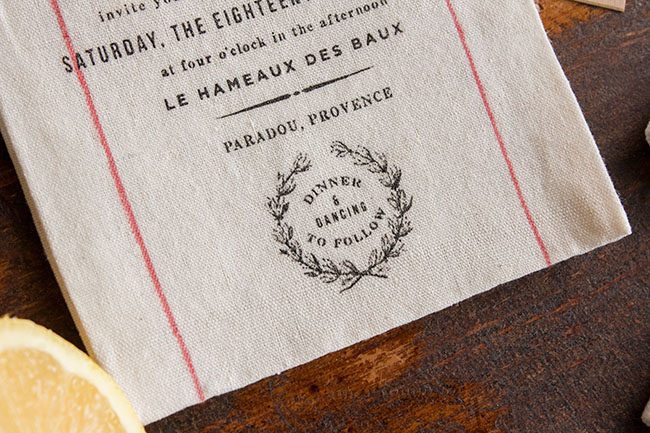 invite you
SATURDAY, THE EIGHTEEN
at four o'clock in the afternoon
LE HAMEAUX DES BAUX
PARADOU, PROVENCE
DINNER
&
DANCING
TO FOLLOW